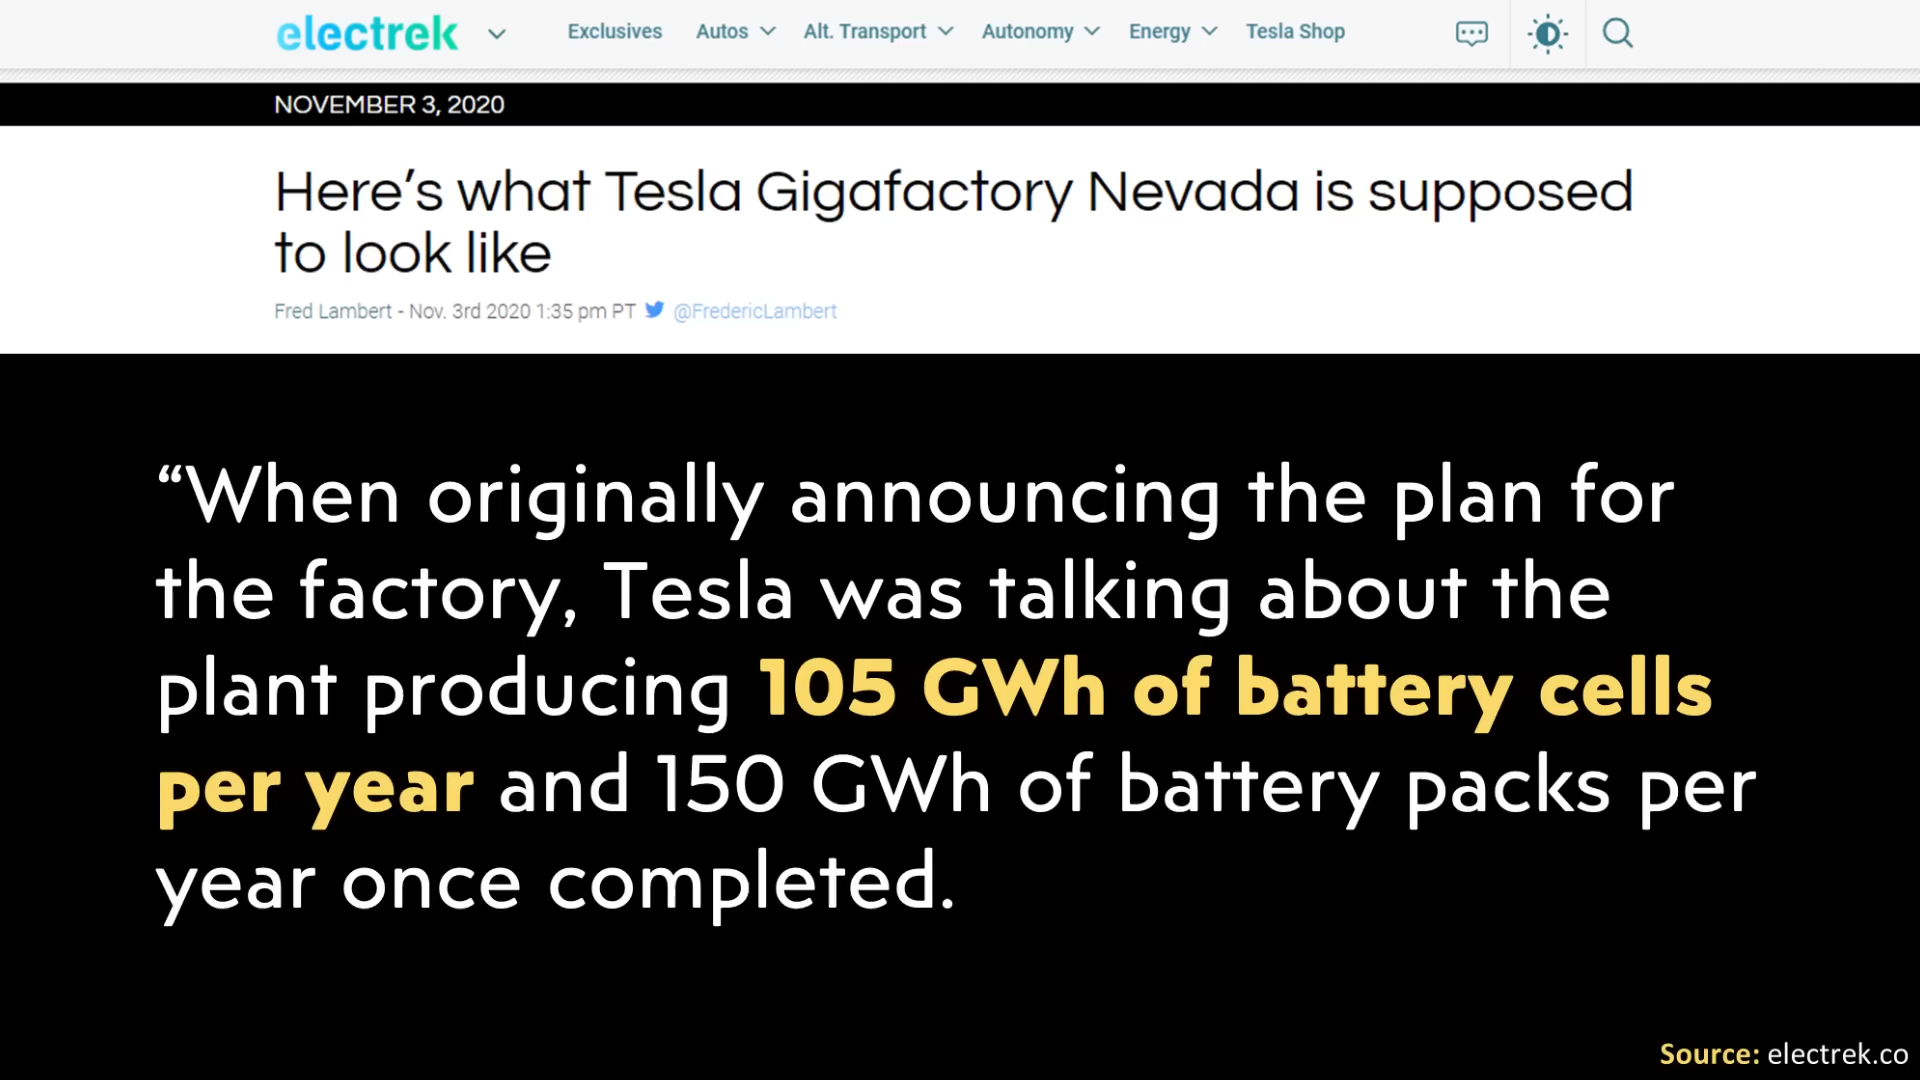 electrek Exclusives Autos Alt. Transport Autonomy Energy Tesla Shop
NOVEMBER 3, 2020
Here’s what Tesla Gigafactory Nevada is supposed
to look like
Fred Lambert - Nov. 3rd 2020 1:35 pm PT @FredericLambert
“When originally announcing the plan for
the factory, Tesla was talking about the
plant producing 105 GWh of battery cells
per year and 150 GWh of battery packs per
year once completed.
Source: electrek.co